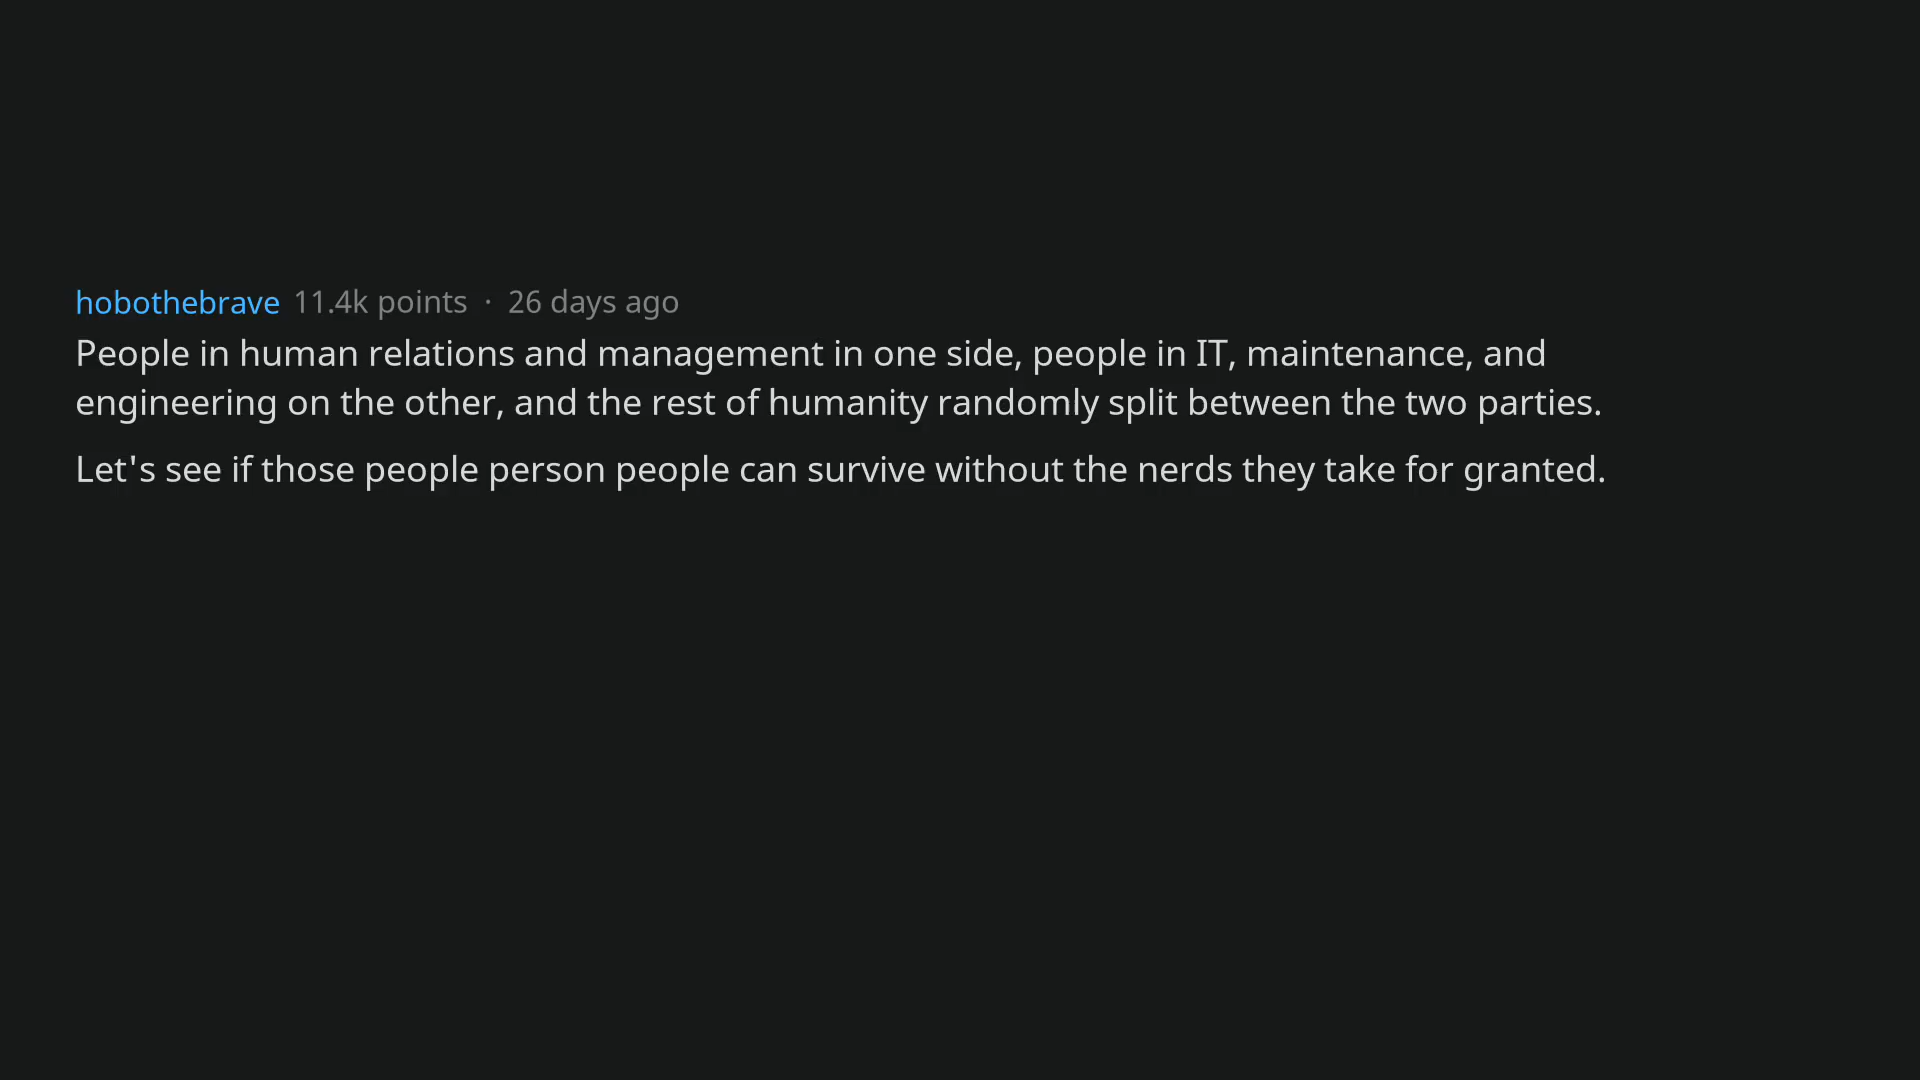 hobothebrave 11.4k points · 26 days ago
People in human relations and management in one side, people in IT, maintenance, and
engineering on the other, and the rest of humanity randomly split between the two parties.
Let's see if those people person people can survive without the nerds they take for granted.